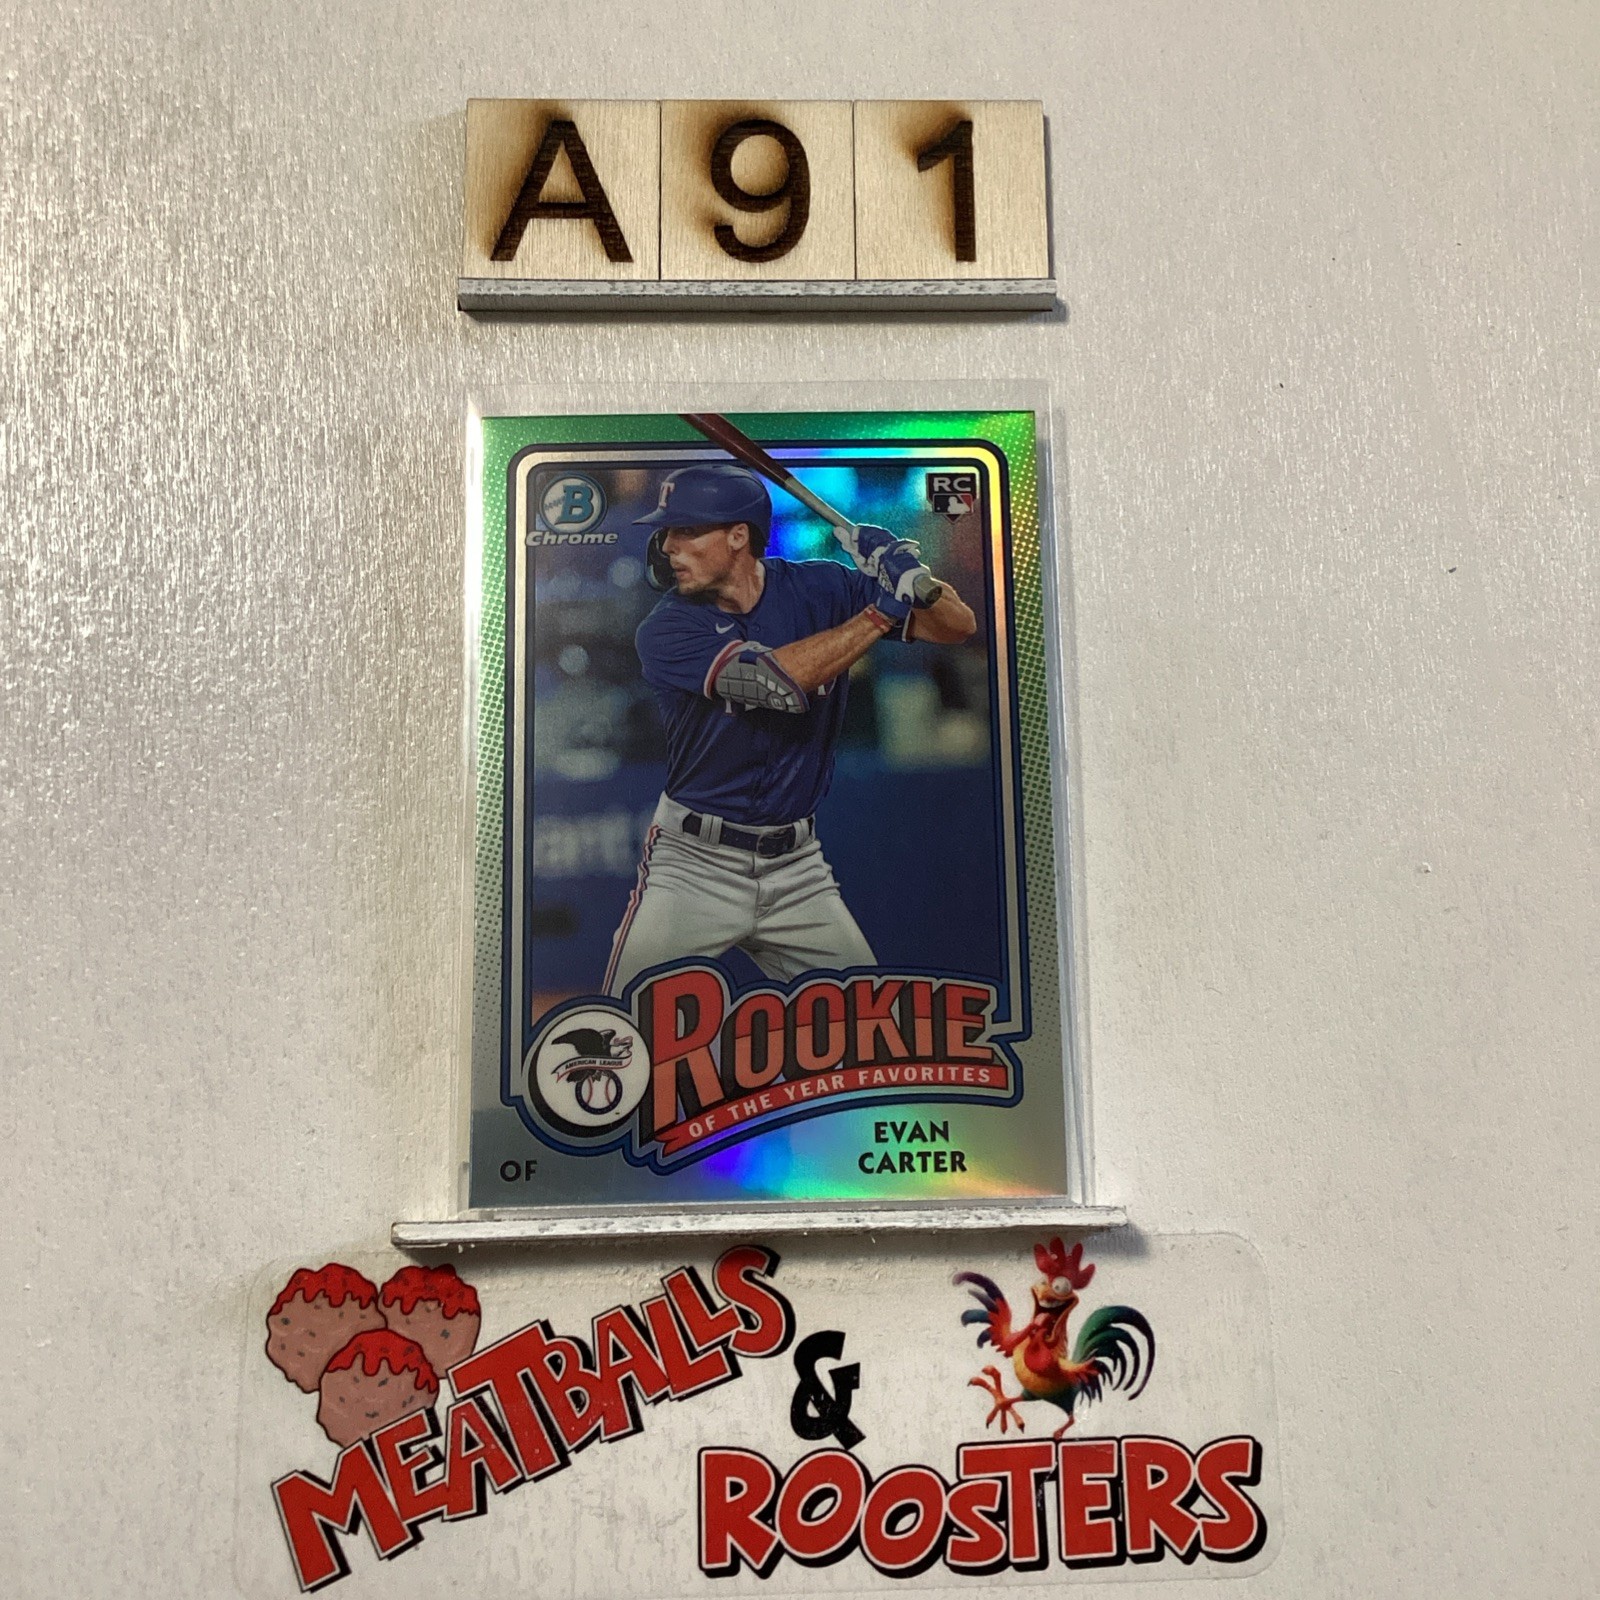 A91
B
Chrome
RC
T
AMERICAN LEAGUE
ROOKIE
OF THE YEAR FAVORITES
EVAN
CARTER
OF
MEATBALLS
&
ROOSTERS